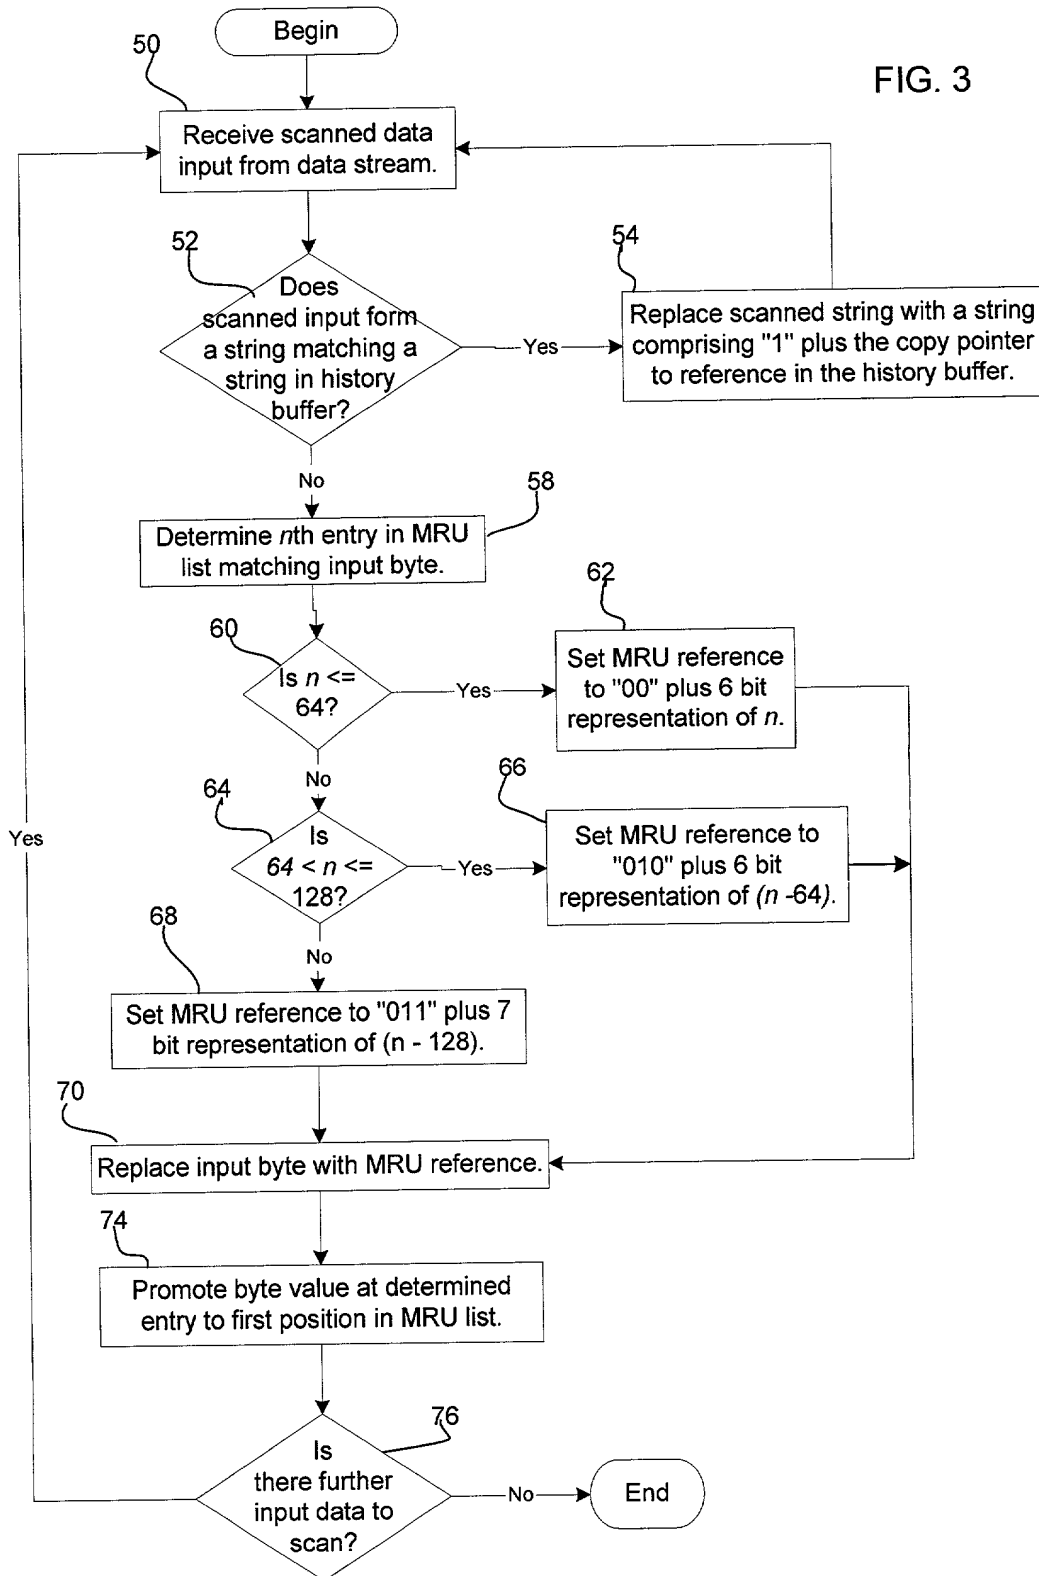 Begin
FIG. 3
50
Receive scanned data
input from data stream.
52
Does
scanned input form
a string matching a
string in history
buffer?
Yes
54
Replace scanned string with a string
comprising "1" plus the copy pointer
to reference in the history buffer.
No
58
Determine nth entry in MRU
list matching input byte.
60
Is n <=
64?
Yes
62
Set MRU reference
to "00" plus 6 bit
representation of n.
No
64
Is
64 < n <=
128?
Yes
66
Set MRU reference to
"010" plus 6 bit
representation of (n -64).
Yes
No
68
Set MRU reference to "011" plus 7
bit representation of (n - 128).
70
Replace input byte with MRU reference.
74
Promote byte value at determined
entry to first position in MRU list.
76
Is
there further
input data to
scan?
No
End